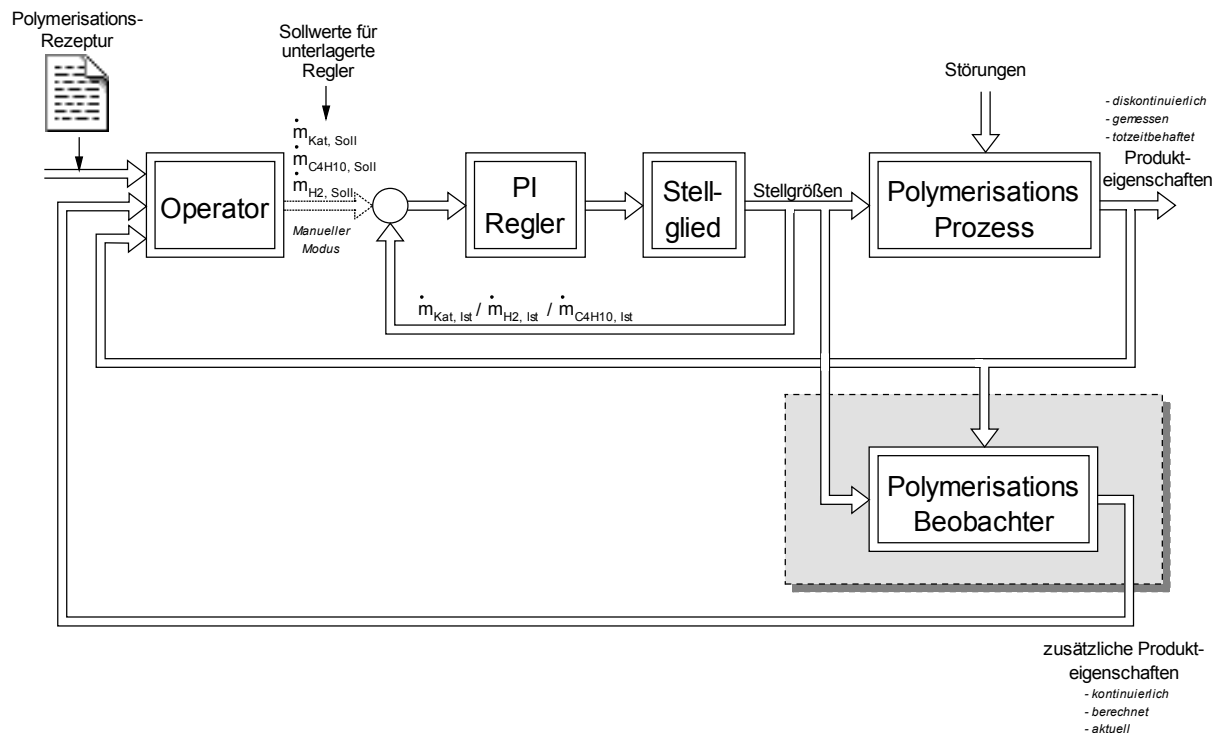 Polymerisations-
Rezeptur
Sollwerte für
unterlagerte
Regler
ṁKat, Soll
ṁC4H10, Soll
ṁH2, Soll
Manueller
Modus
Operator
PI
Regler
Stell-
glied
Stellgrößen
Störungen
Polymerisations
Prozess
- diskontinuierlich
- gemessen
- totzeitbehaftet
Produkt-
eigenschaften
ṁKat, Ist / ṁH2, Ist / ṁC4H10, Ist
Polymerisations
Beobachter
zusätzliche Produkt-
eigenschaften
- kontinuierlich
- berechnet
- aktuell